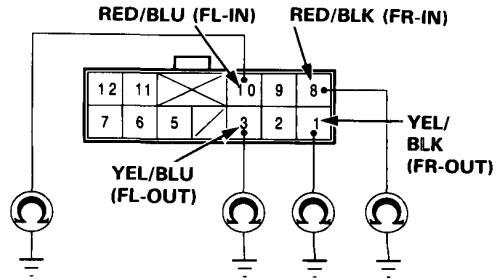 RED/BLU (FL-IN) RED/BLK (FR-IN)
12 11 10 9 8
7 6 5 3 2 1
YEL/
BLK
(FR-OUT)
YEL/BLU
(FL-OUT)
Ω Ω Ω Ω